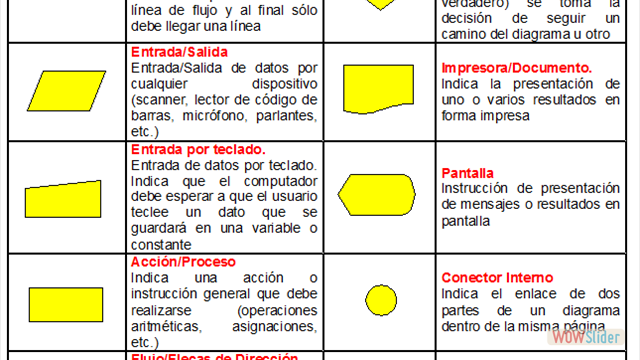 línea de flujo y al final sólo
debe llegar una línea
verdadero) se toma la
decisión de seguir un
camino del diagrama u otro
Entrada/Salida
Entrada/Salida de datos por
cualquier dispositivo
(scanner, lector de código de
barras, micrófono, parlantes,
etc.)
Impresora/Documento.
Indica la presentación de
uno o varios resultados en
forma impresa
Entrada por teclado.
Entrada de datos por teclado.
Indica que el computador
debe esperar a que el usuario
teclee un dato que se
guardará en una variable o
constante
Pantalla
Instrucción de presentación
de mensajes o resultados en
pantalla
Acción/Proceso
Indica una acción o
instrucción general que debe
realizarse (operaciones
aritméticas, asignaciones,
etc.)
Conector Interno
Indica el enlace de dos
partes de un diagrama
dentro de la misma página
WOWSlider
Flujo/Flecas de Dirección